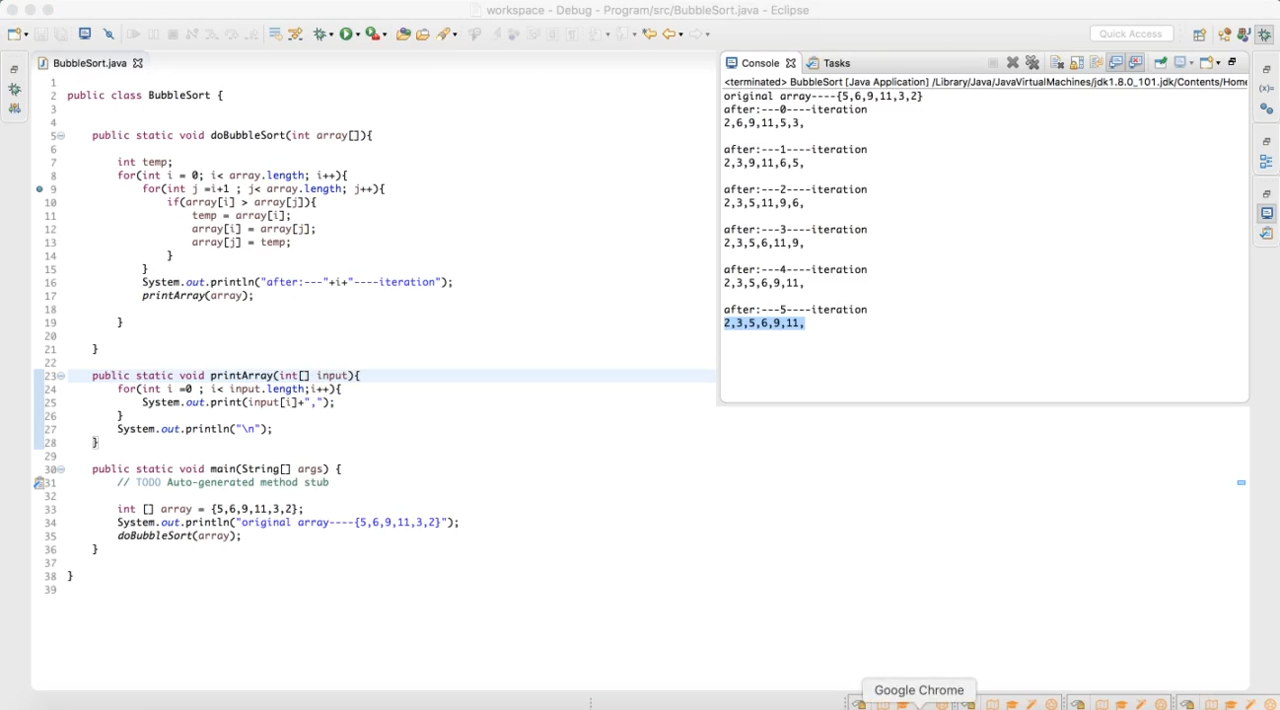 workspace - Debug - Program/src/BubbleSort.java - Eclipse
Quick Access
BubbleSort.java
1
2 public class BubbleSort {
3
4
5 public static void doBubbleSort(int array[]){
6
7 int temp;
8 for(int i = 0; i< array.length; i++){
9 for(int j =i+1 ; j< array.length; j++){
10 if(array[i] > array[j]){
11 temp = array[i];
12 array[i] = array[j];
13 array[j] = temp;
14 }
15 }
16 System.out.println("after:---"+i+"----iteration");
17 printArray(array);
18
19 }
20
21 }
22
23 public static void printArray(int[] input){
24 for(int i =0 ; i< input.length;i++){
25 System.out.print(input[i]+",");
26 }
27 System.out.println("\n");
28 }
29
30 public static void main(String[] args) {
31 // TODO Auto-generated method stub
32
33 int [] array = {5,6,9,11,3,2};
34 System.out.println("original array----{5,6,9,11,3,2}");
35 doBubbleSort(array);
36 }
37
38 }
39
Console Tasks
<terminated> BubbleSort [Java Application] /Library/Java/JavaVirtualMachines/jdk1.8.0_101.jdk/Contents/Home
original array----{5,6,9,11,3,2}
after:---0----iteration
2,6,9,11,5,3,
after:---1----iteration
2,3,9,11,6,5,
after:---2----iteration
2,3,5,11,9,6,
after:---3----iteration
2,3,5,6,11,9,
after:---4----iteration
2,3,5,6,9,11,
after:---5----iteration
2,3,5,6,9,11,
(x)=
Google Chrome